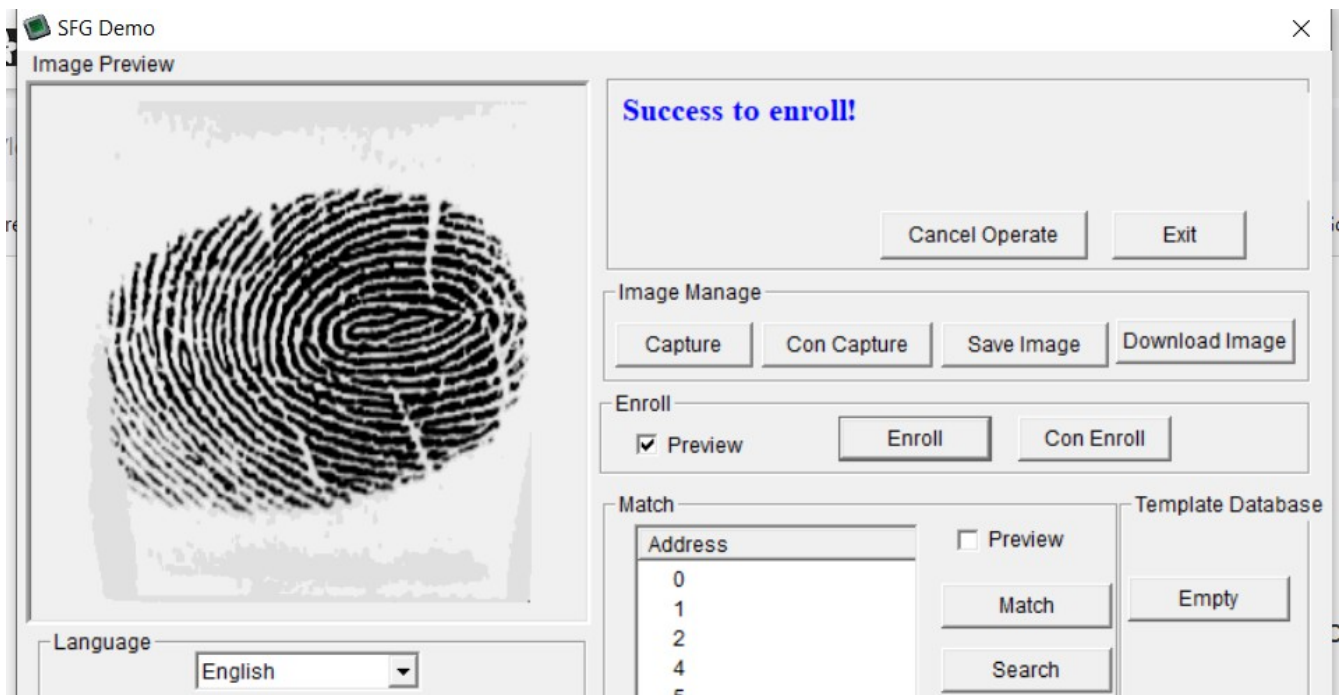 SFG Demo
Image Preview
Success to enroll!
Cancel Operate
Exit
Image Manage
Capture
Con Capture
Save Image
Download Image
Enroll
Preview
Enroll
Con Enroll
Match
Address
0
1
2
4
Preview
Match
Search
Template Database
Empty
Language
English